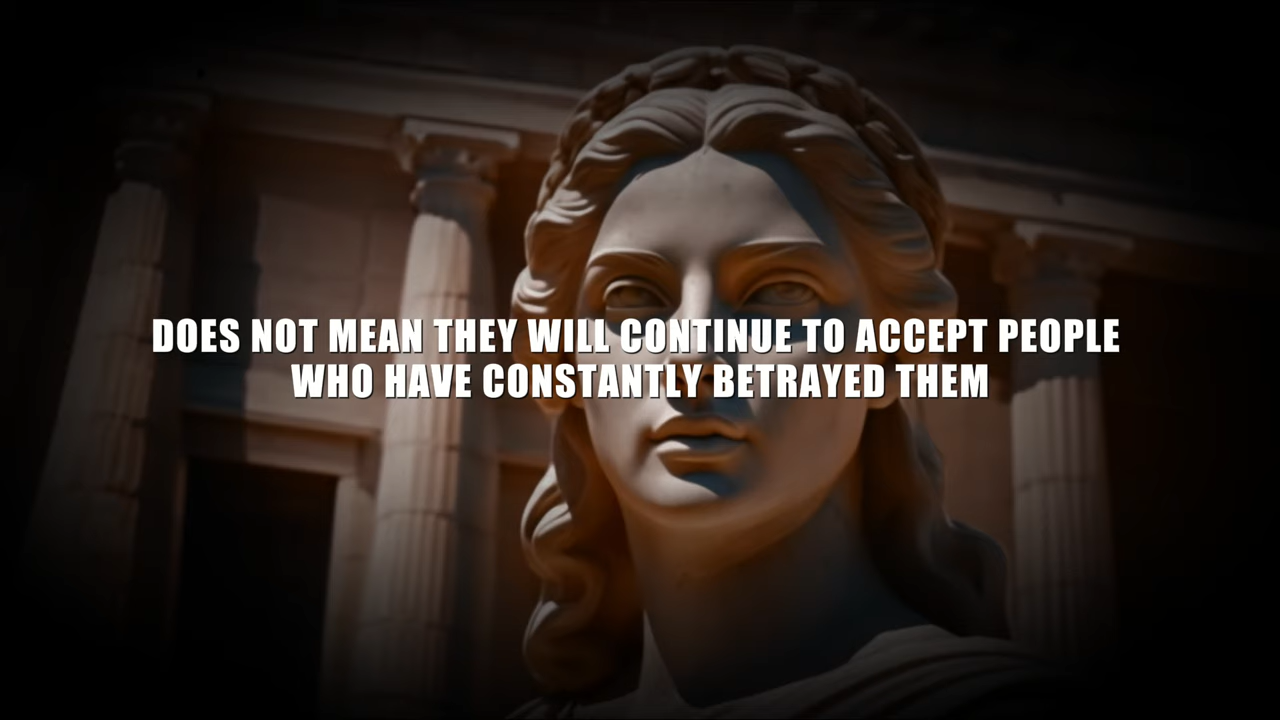 DOES NOT MEAN THEY WILL CONTINUE TO ACCEPT PEOPLE
WHO HAVE CONSTANTLY BETRAYED THEM